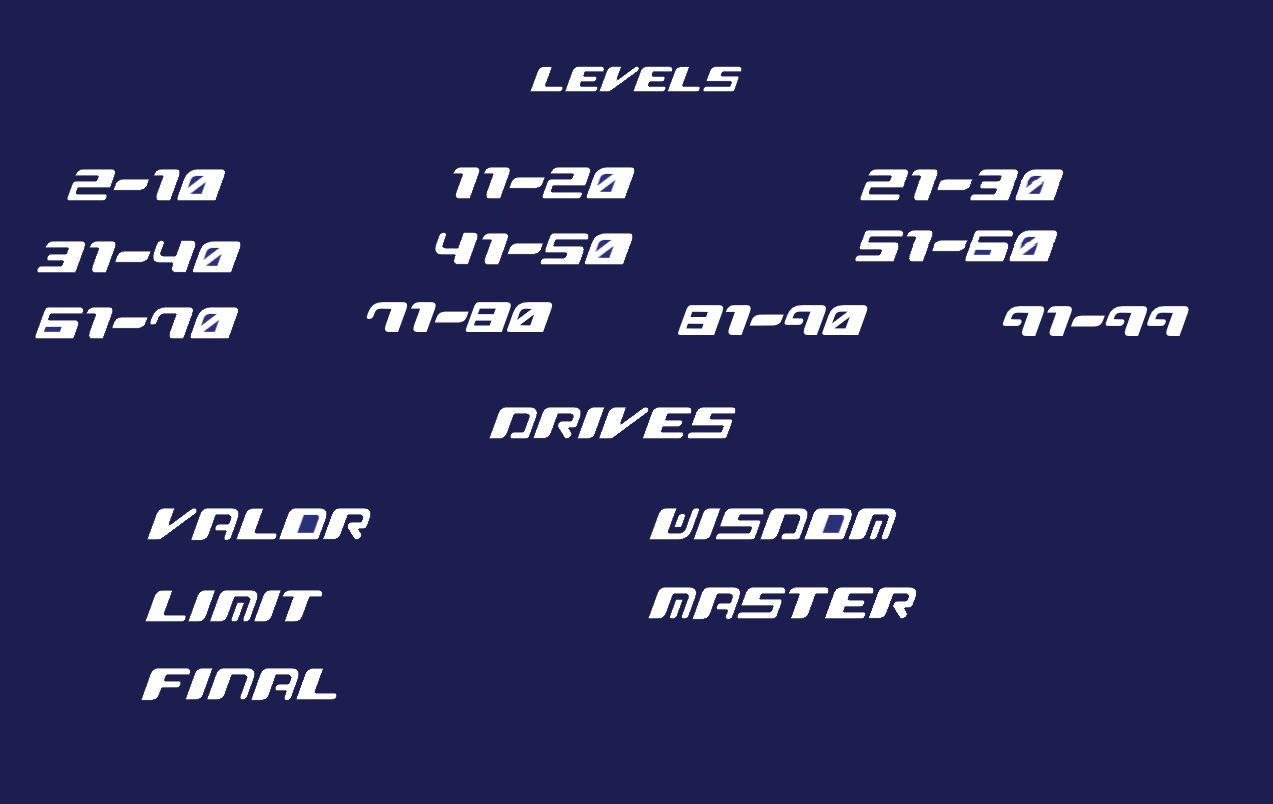 LEVELS
2-10 11-20 21-30
31-40 41-50 51-60
61-70 71-80 81-90 91-99
DRIVES
VALOR WISDOM
LIMIT MASTER
FINAL